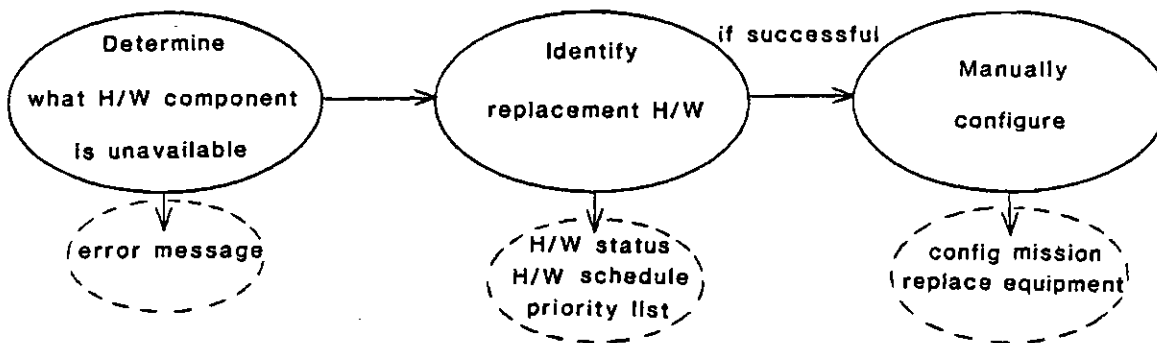 Determine
what H/W component
is unavailable
Identify
replacement H/W
if successful
Manually
configure
error message
H/W status
H/W schedule
priority list
config mission
replace equipment